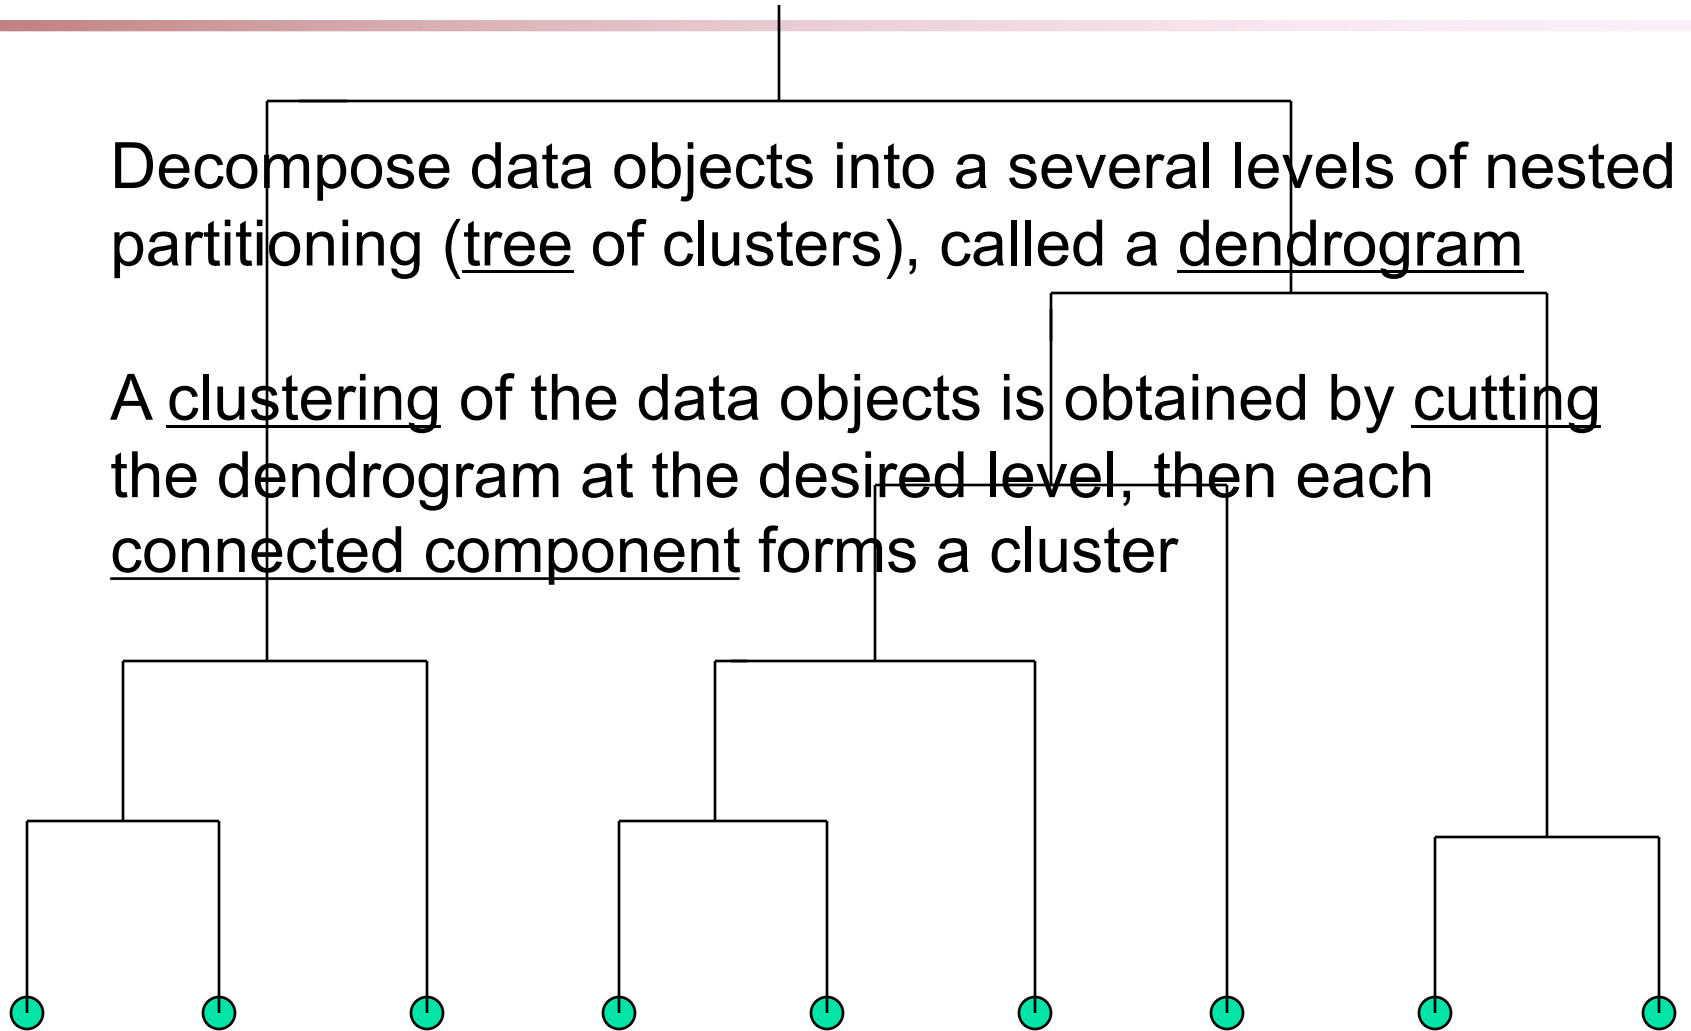 Decompose data objects into a several levels of nested
partitioning (tree of clusters), called a dendrogram
A clustering of the data objects is obtained by cutting
the dendrogram at the desired level, then each
connected component forms a cluster